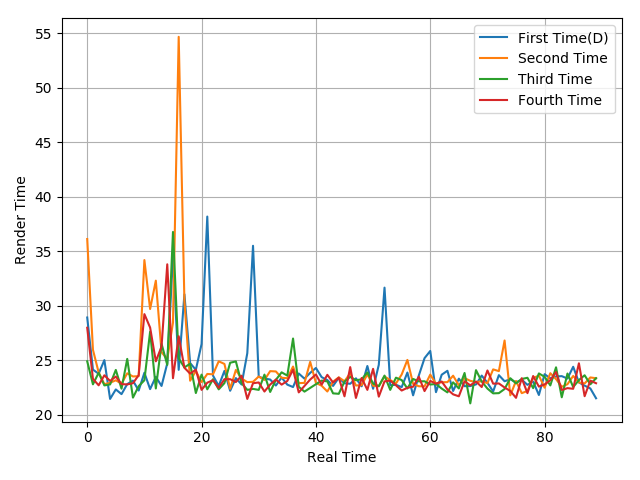 First Time(D)
Second Time
Third Time
Fourth Time
55
50
45
40
35
30
25
20
Render Time
0 20 40 60 80
Real Time